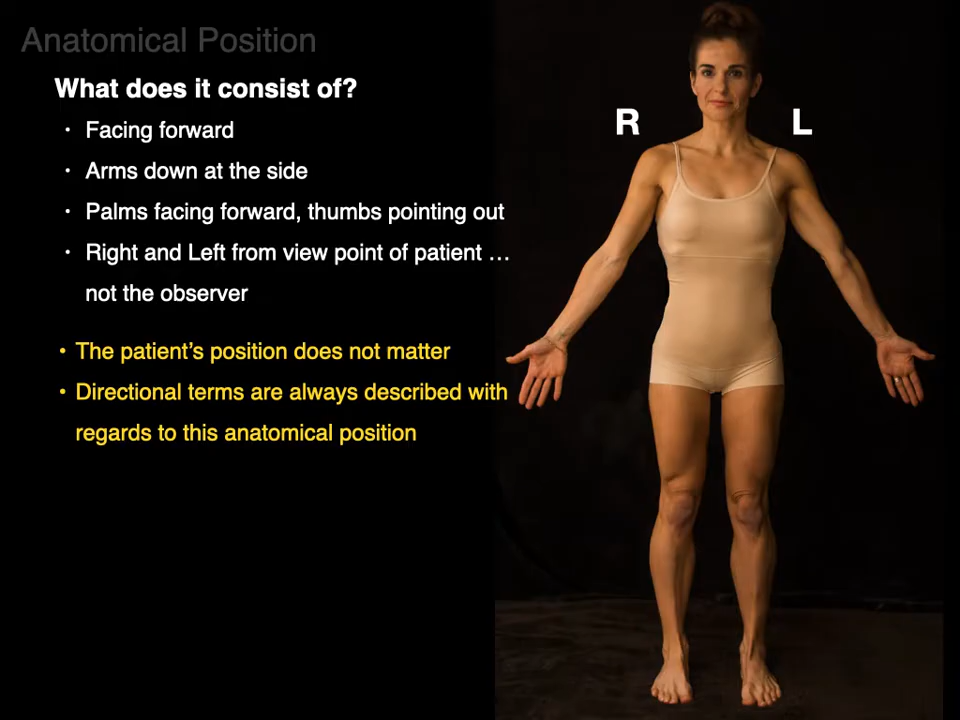 Anatomical Position
What does it consist of?
• Facing forward
• Arms down at the side
• Palms facing forward, thumbs pointing out
• Right and Left from view point of patient …
not the observer
• The patient’s position does not matter
• Directional terms are always described with
regards to this anatomical position
R L